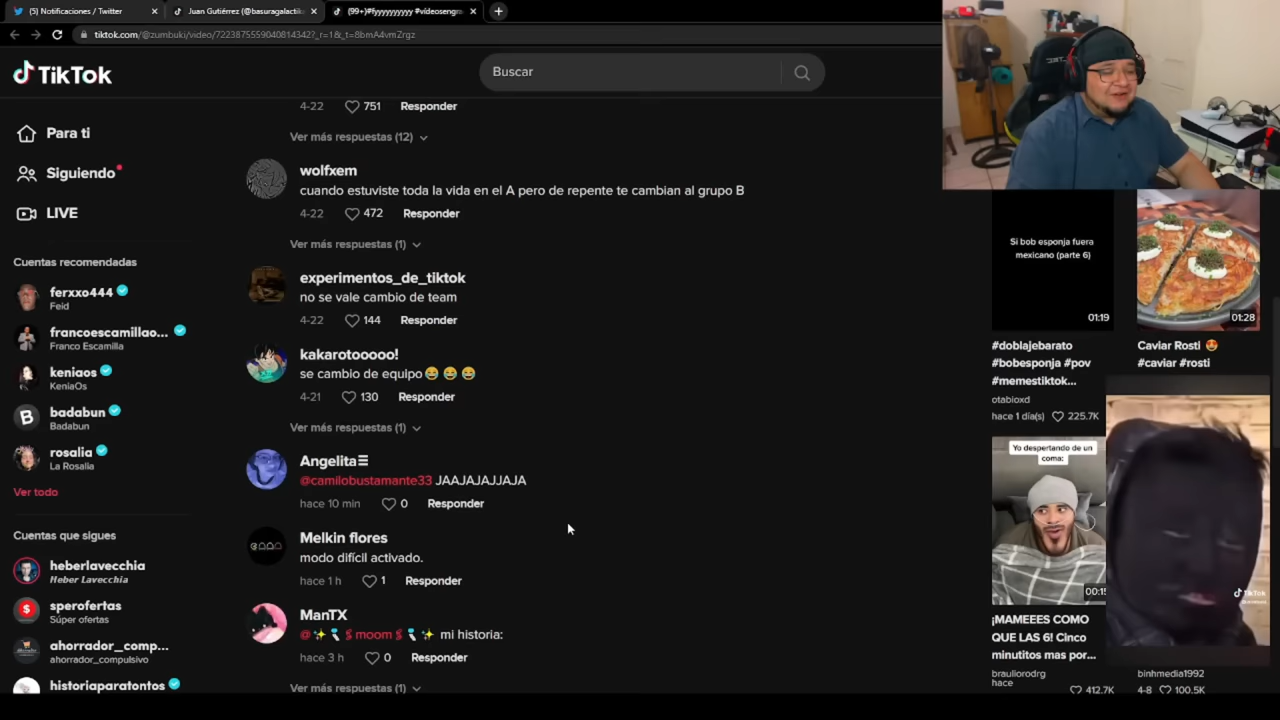 (5) Notificaciones / Twitter
Juan Gutiérrez (@basuragalactik
(99+)#fyyyyyyyyyy #vídeosengra
tiktok.com/@zumbuki/video/7223875559040814342?_r=1&_t=8bmA4vmZrgz
TikTok
Buscar
Para ti
Siguiendo
LIVE
Cuentas recomendadas
ferxxo444
Feid
francoescamillao...
Franco Escamilla
keniaos
KeniaOs
badabun
Badabun
rosalia
La Rosalia
Ver todo
Cuentas que sigues
heberlavecchia
Heber Lavecchia
sperofertas
Súper ofertas
ahorrador_comp...
ahorrador_compulsivo
historiaparatontos
4-22 751 Responder
Ver más respuestas (12)
wolfxem
cuando estuviste toda la vida en el A pero de repente te cambian al grupo B
4-22 472 Responder
Ver más respuestas (1)
experimentos_de_tiktok
no se vale cambio de team
4-22 144 Responder
kakarotooooo!
se cambio de equipo😂 😂 😂
4-21 130 Responder
Ver más respuestas (1)
Angelita☰
@camilobustamante33 JAAJAJAJJAJA
hace 10 min 0 Responder
Melkin flores
modo difícil activado.
hace 1 h 1 Responder
ManTX
mi historia:
hace 3 h 0 Responder
Ver más respuestas (1)
Si bob esponja fuera
mexicano (parte 6)
01:19
#doblajebarato
#bobesponja #pov
#memestiktok...
otabioxd
hace 1 día(s) 225.7K
01:28
Caviar Rosti 😍
#caviar #rosti
Yo despertando de un
coma:
00:15
¡MAMEEES COMO
QUE LAS 6! Cinco
minutitos mas por...
brauliorodrg
hace
412.7K
TikTok
binhmedia1992
4-8 100.5K